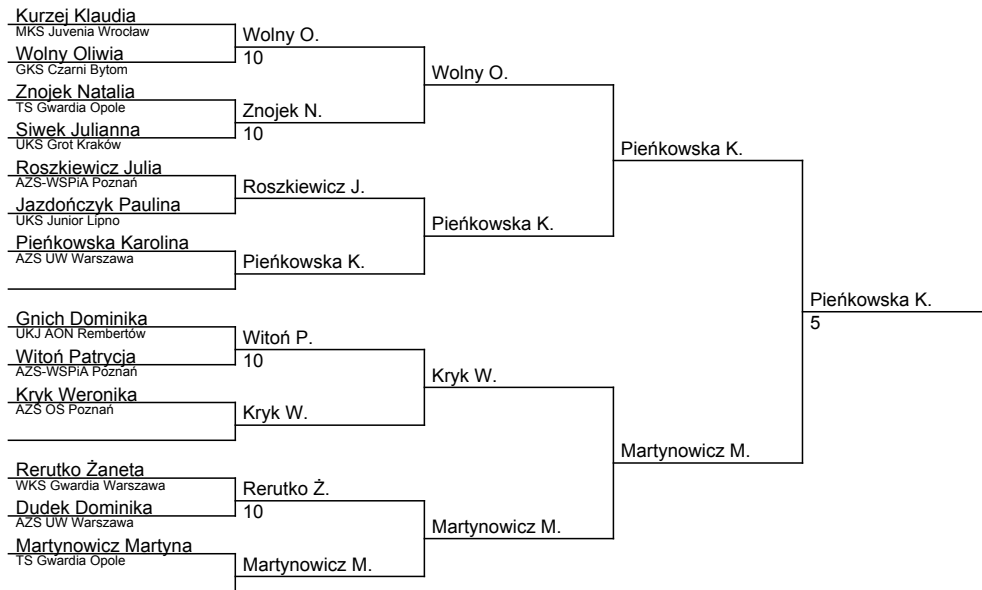 Kurzej Klaudia
MKS Juvenia Wrocław
Wolny Oliwia
GKS Czarni Bytom
Znojek Natalia
TS Gwardia Opole
Siwek Julianna
UKS Grot Kraków
Roszkiewicz Julia
AZS-WSPiA Poznań
Jazdończyk Paulina
UKS Junior Lipno
Pieńkowska Karolina
AZS UW Warszawa
Gnich Dominika
UKJ AON Rembertów
Witoń Patrycja
AZS-WSPiA Poznań
Kryk Weronika
AZS OŚ Poznań
Rerutko Żaneta
WKS Gwardia Warszawa
Dudek Dominika
AZS UW Warszawa
Martynowicz Martyna
TS Gwardia Opole
Wolny O.
10
Znojek N.
10
Roszkiewicz J.
Pieńkowska K.
Witoń P.
10
Kryk W.
Rerutko Ż.
10
Martynowicz M.
Wolny O.
Pieńkowska K.
Kryk W.
Martynowicz M.
Pieńkowska K.
Martynowicz M.
Pieńkowska K.
5